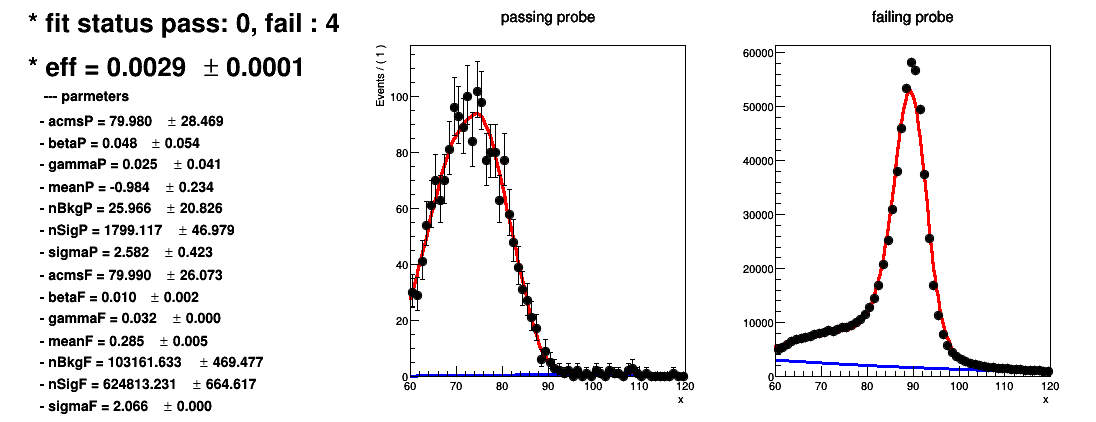 * fit status pass: 0, fail : 4
* eff = 0.0029 ± 0.0001
--- parmeters
- acmsP = 79.980 ± 28.469
- betaP = 0.048 ± 0.054
- gammaP = 0.025 ± 0.041
- meanP = -0.984 ± 0.234
- nBkgP = 25.966 ± 20.826
- nSigP = 1799.117 ± 46.979
- sigmaP = 2.582 ± 0.423
- acmsF = 79.990 ± 26.073
- betaF = 0.010 ± 0.002
- gammaF = 0.032 ± 0.000
- meanF = 0.285 ± 0.005
- nBkgF = 103161.633 ± 469.477
- nSigF = 624813.231 ± 664.617
- sigmaF = 2.066 ± 0.000
passing probe
Events / ( 1 )
100
80
60
40
20
0
60 70 80 90 100 110 120
x
failing probe
60000
50000
40000
30000
20000
10000
0
60 70 80 90 100 110 120
x